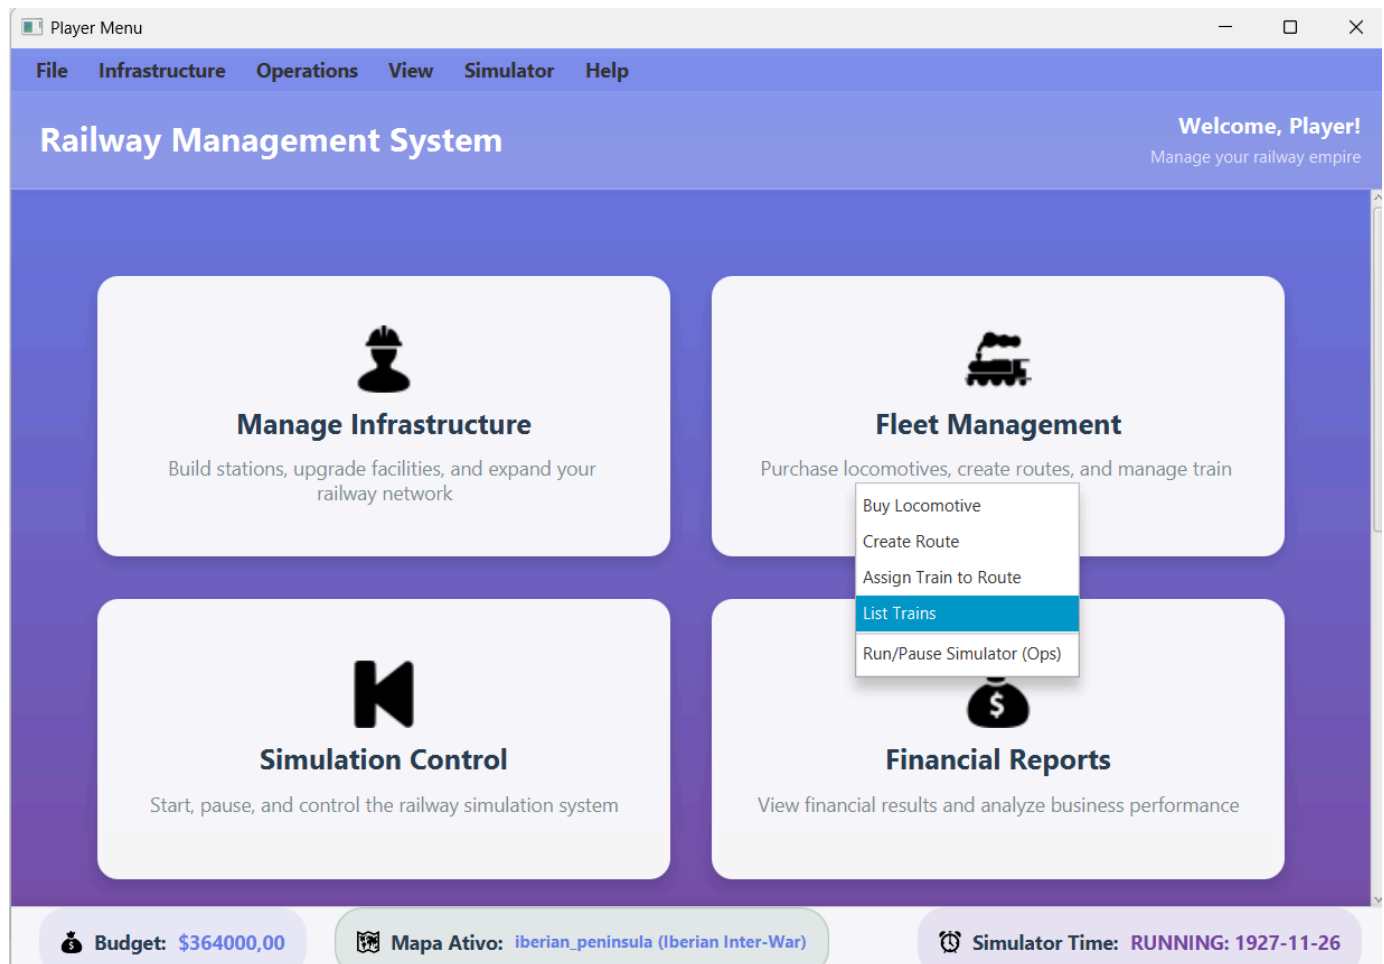 Player Menu
File Infrastructure Operations View Simulator Help
Railway Management System
Welcome, Player!
Manage your railway empire
Manage Infrastructure
Build stations, upgrade facilities, and expand your
railway network
Fleet Management
Purchase locomotives, create routes, and manage train
Buy Locomotive
Create Route
Assign Train to Route
List Trains
Run/Pause Simulator (Ops)
Simulation Control
Start, pause, and control the railway simulation system
$
Financial Reports
View financial results and analyze business performance
Budget: $364000,00
Mapa Ativo: iberian_peninsula (Iberian Inter-War)
Simulator Time: RUNNING: 1927-11-26